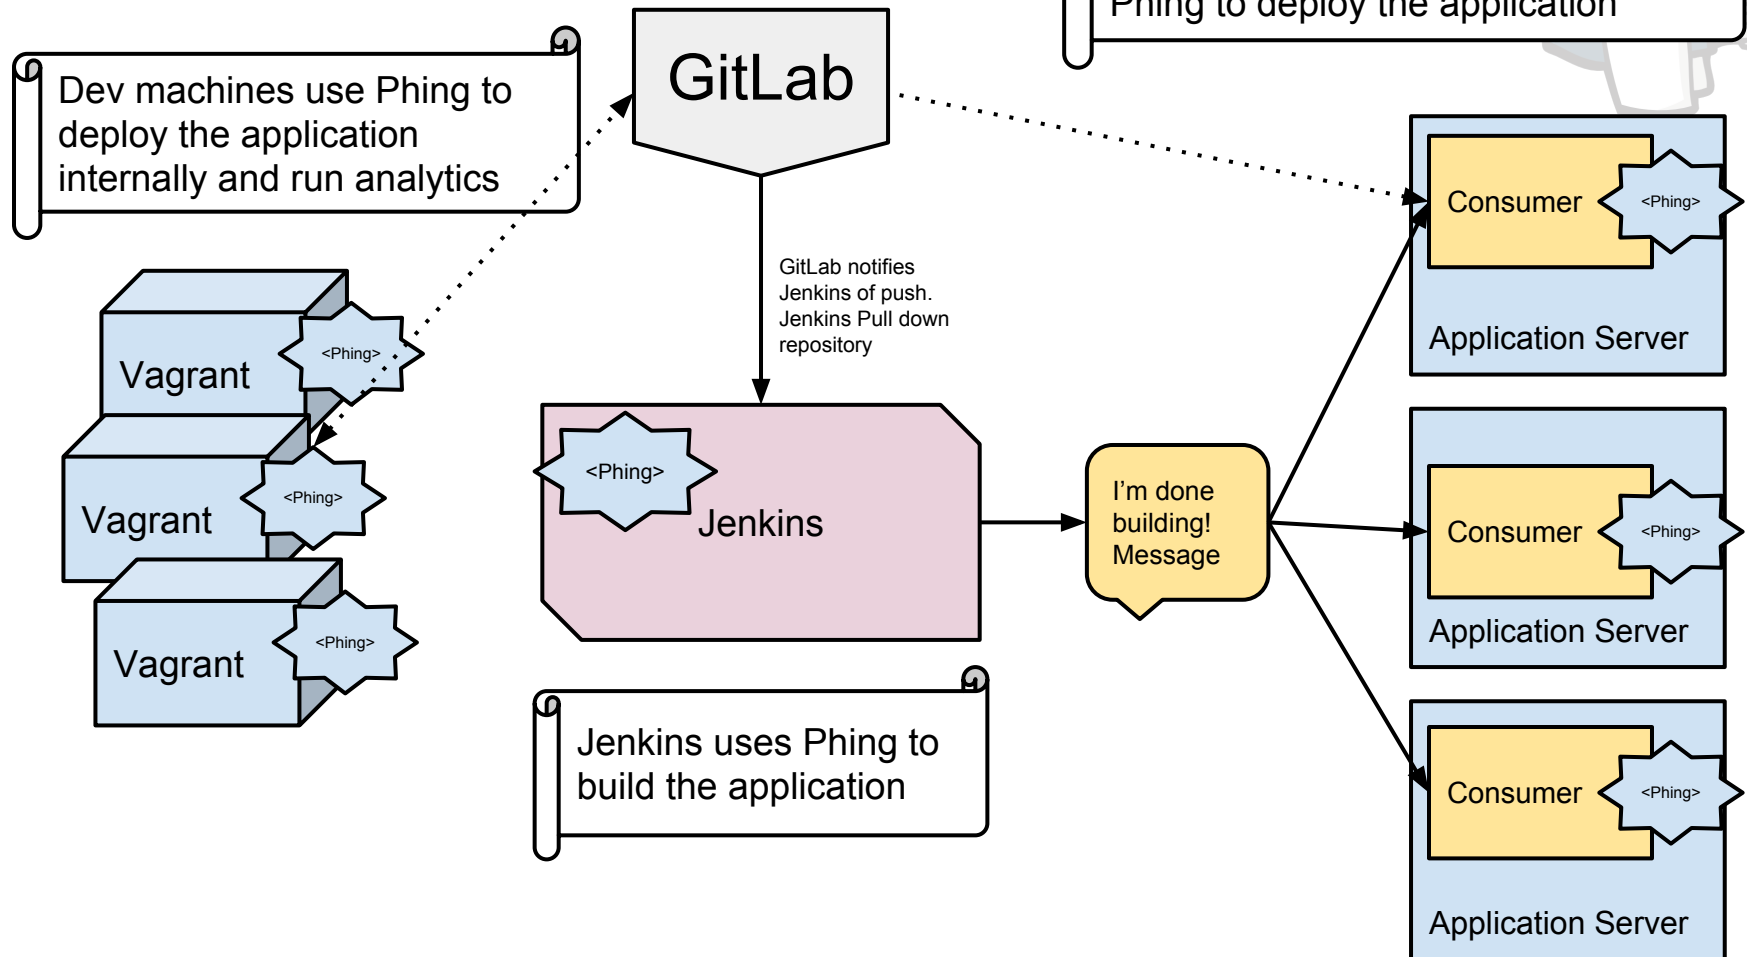 Phing to deploy the application
GitLab
Dev machines use Phing to
deploy the application
internally and run analytics
Consumer
<Phing>
Application Server
GitLab notifies
Jenkins of push.
Jenkins Pull down
repository
Vagrant
<Phing>
Vagrant
<Phing>
Vagrant
<Phing>
<Phing>
Jenkins
I'm done
building!
Message
Consumer
<Phing>
Application Server
Jenkins uses Phing to
build the application
Consumer
<Phing>
Application Server